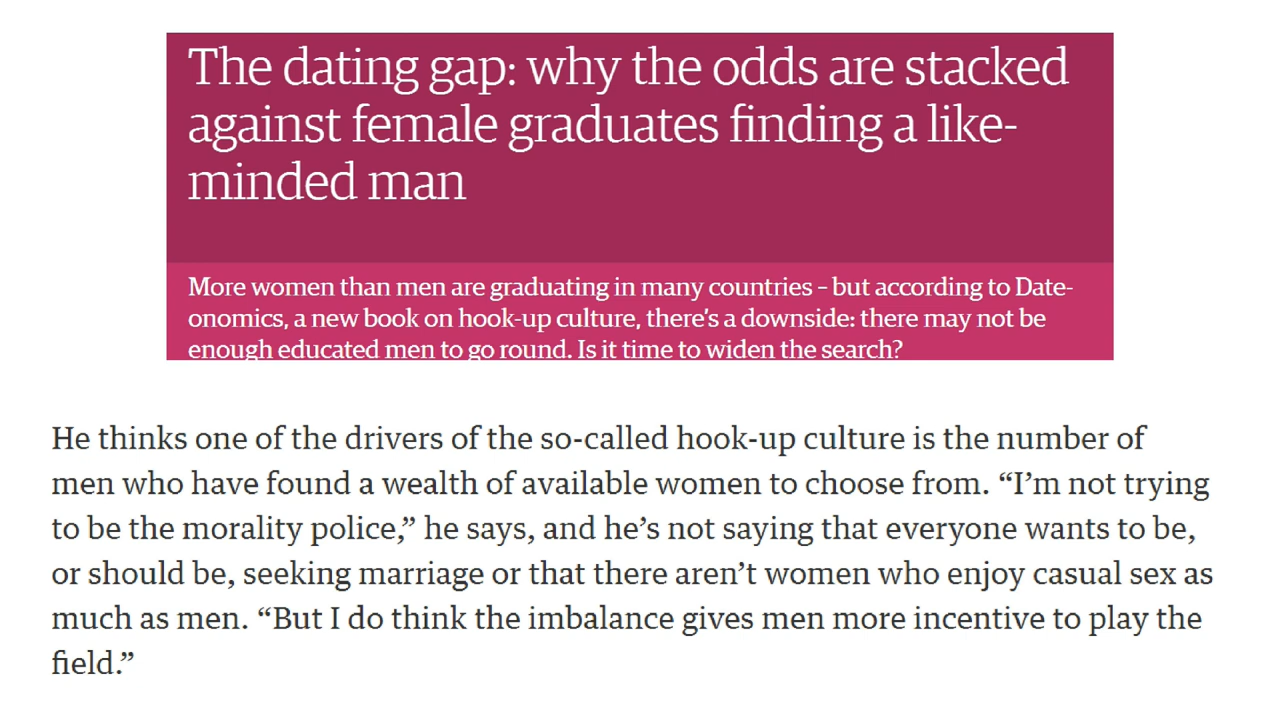 The dating gap: why the odds are stacked
against female graduates finding a like-
minded man
More women than men are graduating in many countries – but according to Date-
onomics, a new book on hook-up culture, there’s a downside: there may not be
enough educated men to go round. Is it time to widen the search?
He thinks one of the drivers of the so-called hook-up culture is the number of
men who have found a wealth of available women to choose from. “I’m not trying
to be the morality police,” he says, and he’s not saying that everyone wants to be,
or should be, seeking marriage or that there aren’t women who enjoy casual sex as
much as men. “But I do think the imbalance gives men more incentive to play the
field.”